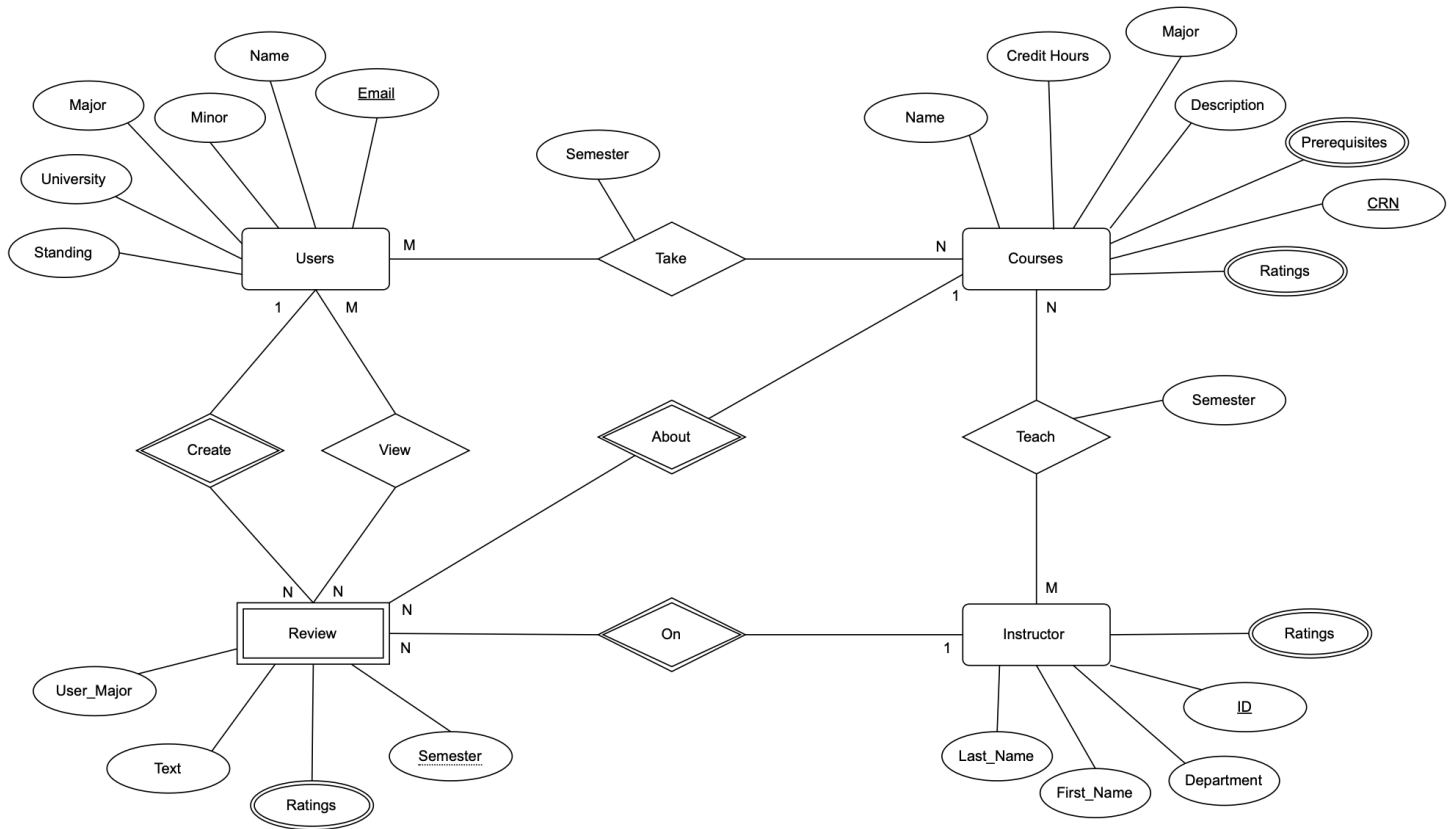 Major
Name
Credit Hours
Email
Major
Minor
Name
Description
Prerequisites
Semester
University
CRN
Standing
Users
M
Take
N
Courses
Ratings
1
M
1
N
Semester
Create
View
About
Teach
N
N
N
M
Review
N
On
1
Instructor
Ratings
User_Major
ID
Text
Semester
Last_Name
Department
First_Name
Ratings